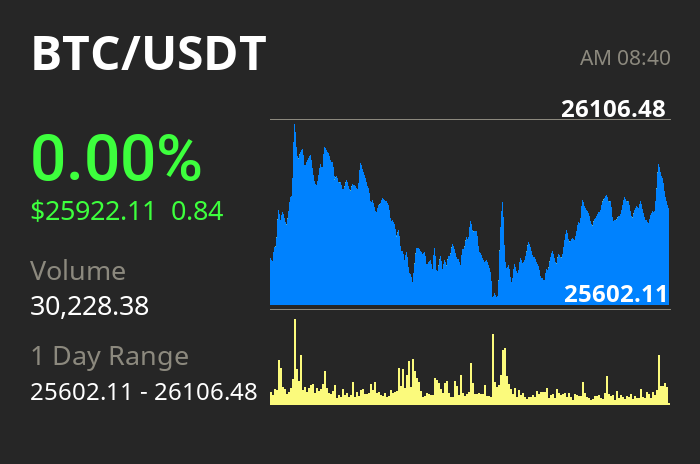 BTC/USDT
AM 08:40
26106.48
0.00%
$25922.11 0.84
Volume
30,228.38
25602.11
1 Day Range
25602.11 - 26106.48